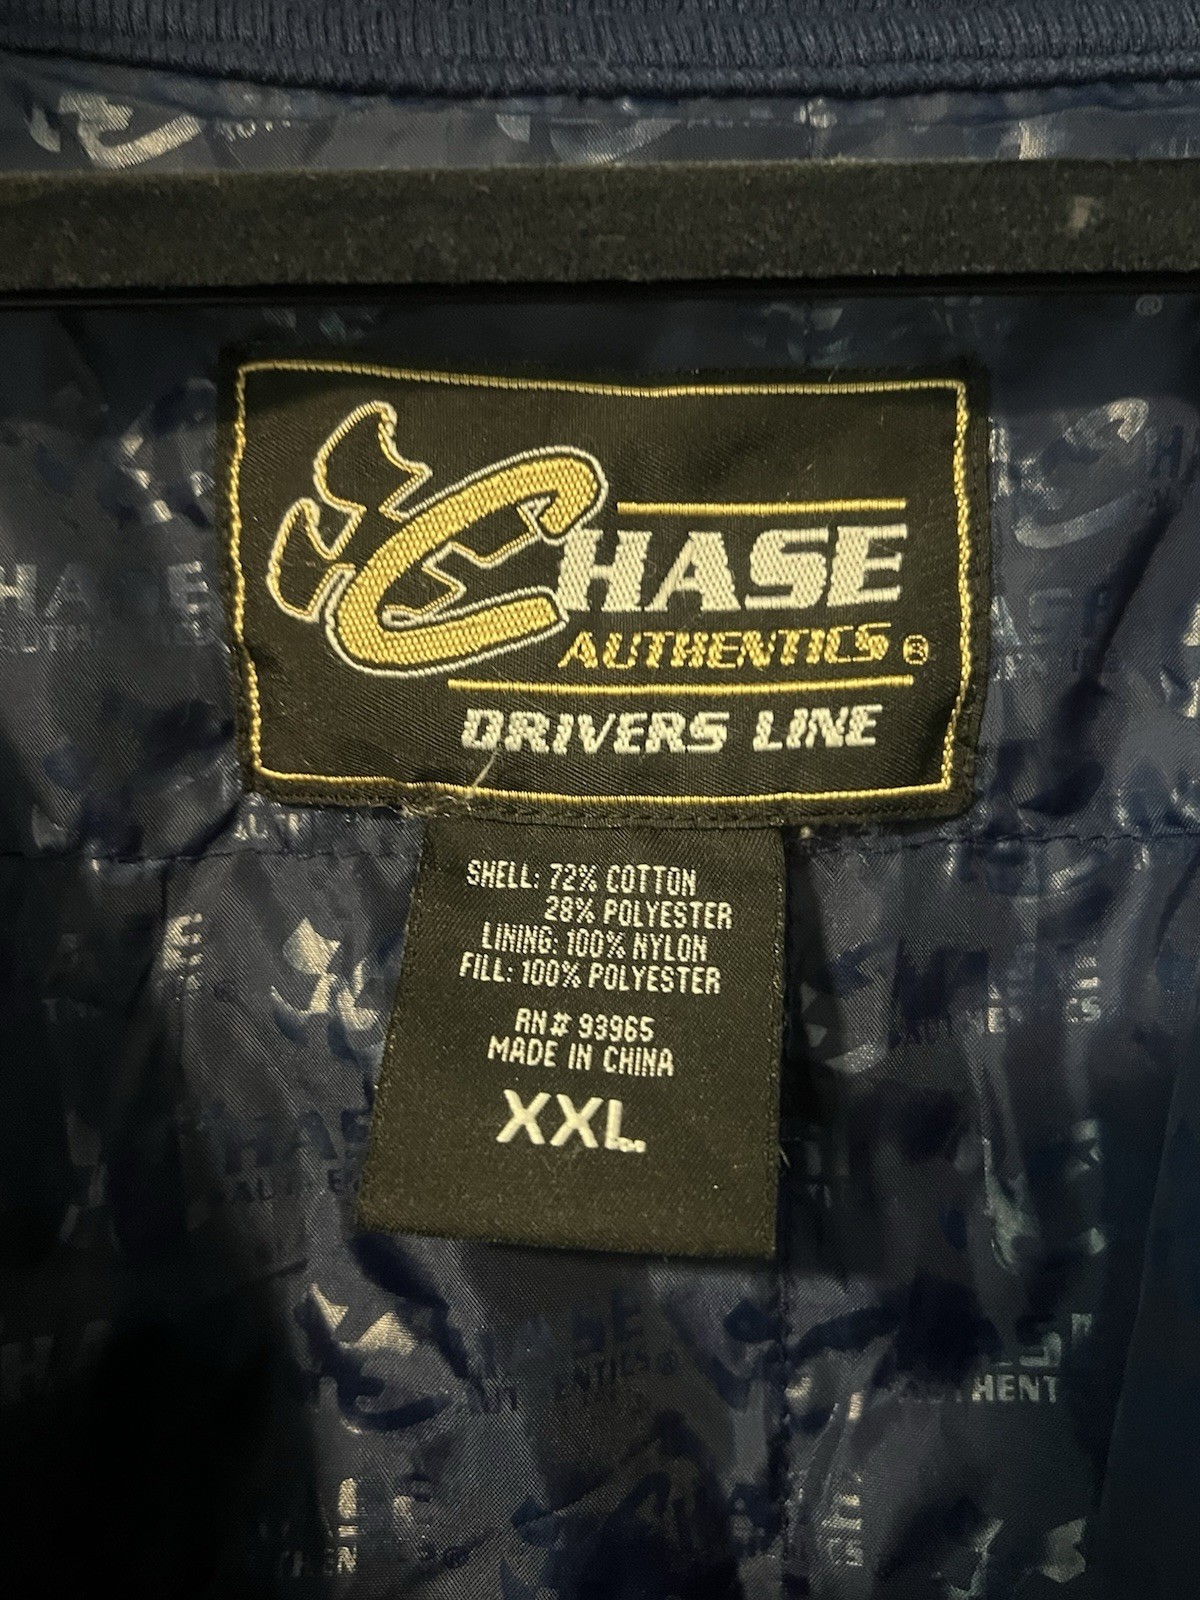 CHASE
AUTHENTICS®
DRIVERS LINE
SHELL: 72% COTTON
28% POLYESTER
LINING: 100% NYLON
FILL: 100% POLYESTER
RN# 93965
MADE IN CHINA
XXL